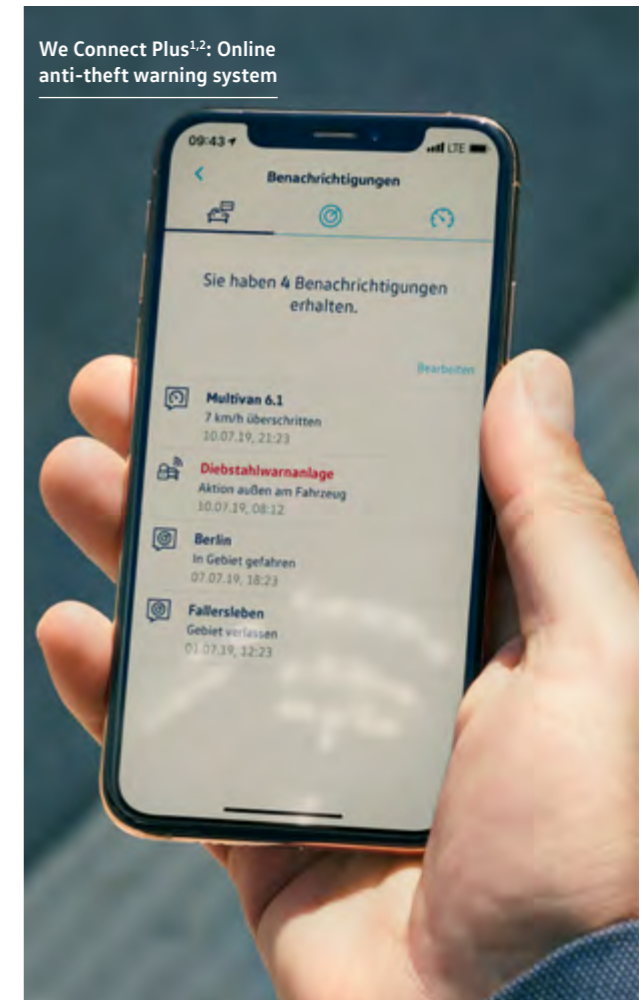 We Connect Plus1,2: Online
anti-theft warning system
09:43
LTE
Benachrichtigungen
Sie haben 4 Benachrichtigungen
erhalten.
Bearbeiten
Multivan 6.1
7 km/h überschritten
10.07.19, 21:23
Diebstahlwarnanlage
Aktion außen am Fahrzeug
10.07.19, 08:12
Berlin
In Gebiet gefahren
07.07.19, 18:23
Fallersleben
Gebiet verlassen
01.07.19, 12:23